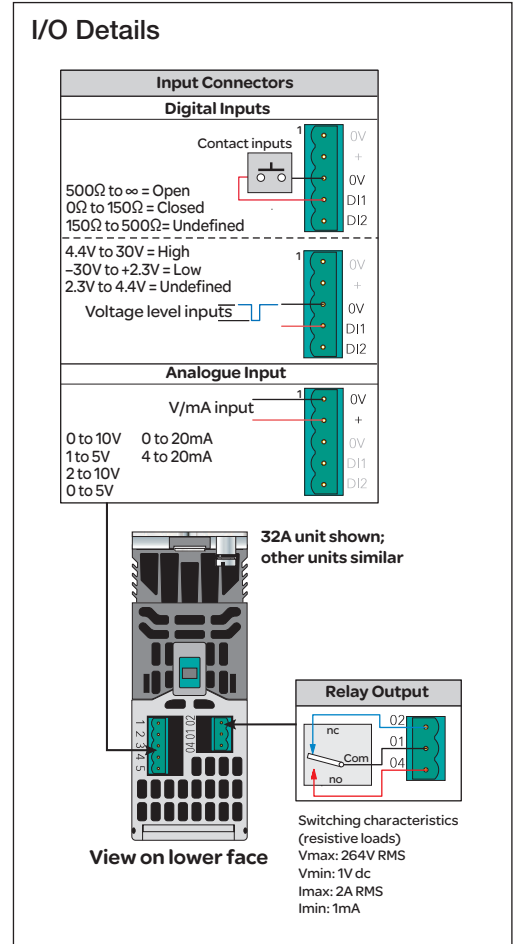 I/O Details
Input Connectors
Digital Inputs
Contact inputs
1
0V
+
0V
DI1
DI2
500Ω to ∞ = Open
0Ω to 150Ω = Closed
150Ω to 500Ω= Undefined
4.4V to 30V = High
–30V to +2.3V = Low
2.3V to 4.4V = Undefined
Voltage level inputs
1
0V
+
0V
DI1
DI2
Analogue Input
V/mA input
1
0V
+
0V
DI1
DI2
0 to 10V 0 to 20mA
1 to 5V 4 to 20mA
2 to 10V
0 to 5V
32A unit shown;
other units similar
1 2 3 4 5
04 01 02
View on lower face
Relay Output
nc
Com
no
02
01
04
Switching characteristics
(resistive loads)
Vmax: 264V RMS
Vmin: 1V dc
Imax: 2A RMS
Imin: 1mA